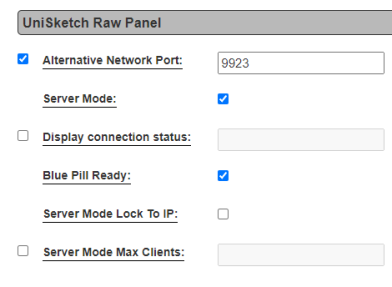 UniSketch Raw Panel
Alternative Network Port: 9923
Server Mode:
Display connection status:
Blue Pill Ready:
Server Mode Lock To IP:
Server Mode Max Clients: